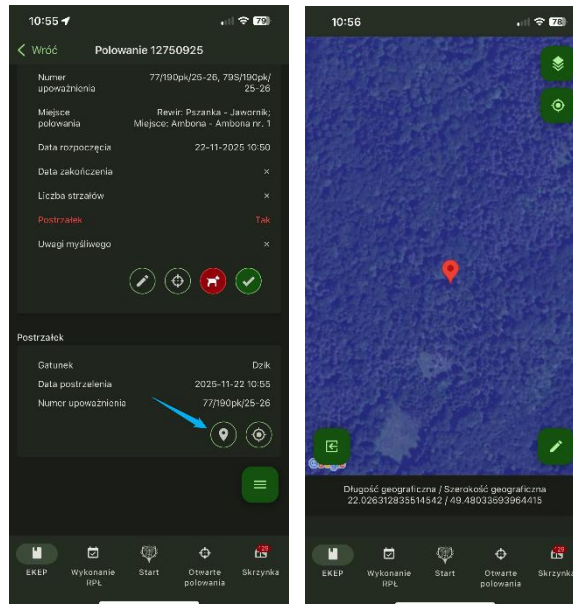 10:55
79
Wróć
Polowanie 12750925
Numer upoważnienia
77/190pk/25-26, 79S/190pk/25-26
Miejsce polowania
Rewir: Pszanka - Jawornik; Miejsce: Ambona - Ambona nr. 1
Data rozpoczęcia
22-11-2025 10:50
Data zakończenia
×
Liczba strzałów
×
Postrzałek
Tak
Uwagi myśliwego
×
Postrzałek
Gatunek
Dzik
Data postrzelenia
2025-11-22 10:55
Numer upoważnienia
77/190pk/25-26
EKEP
Wykonanie RPŁ
Start
Otwarte polowania
125
Skrzynka
10:56
78
Google
Długość geograficzna / Szerokość geograficzna
22.026312835514542 / 49.48033593964415
EKEP
Wykonanie RPŁ
Start
Otwarte polowania
125
Skrzynka